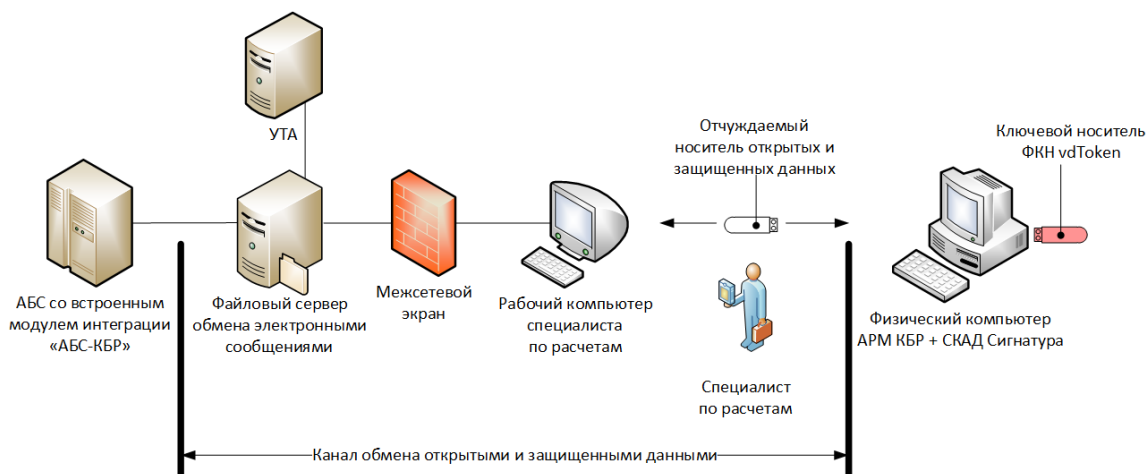 УТА
Отчуждаемый
носитель открытых и
защищенных данных
Ключевой носитель
ФКН vdToken
АБС со встроенным
модулем интеграции
«АБС-КБР»
Файловый сервер
обмена электронными
сообщениями
Межсетевой
экран
Рабочий компьютер
специалиста
по расчетам
Специалист
по расчетам
Физический компьютер
АРМ КБР + СКАД Сигнатура
Канал обмена открытыми и защищенными данными